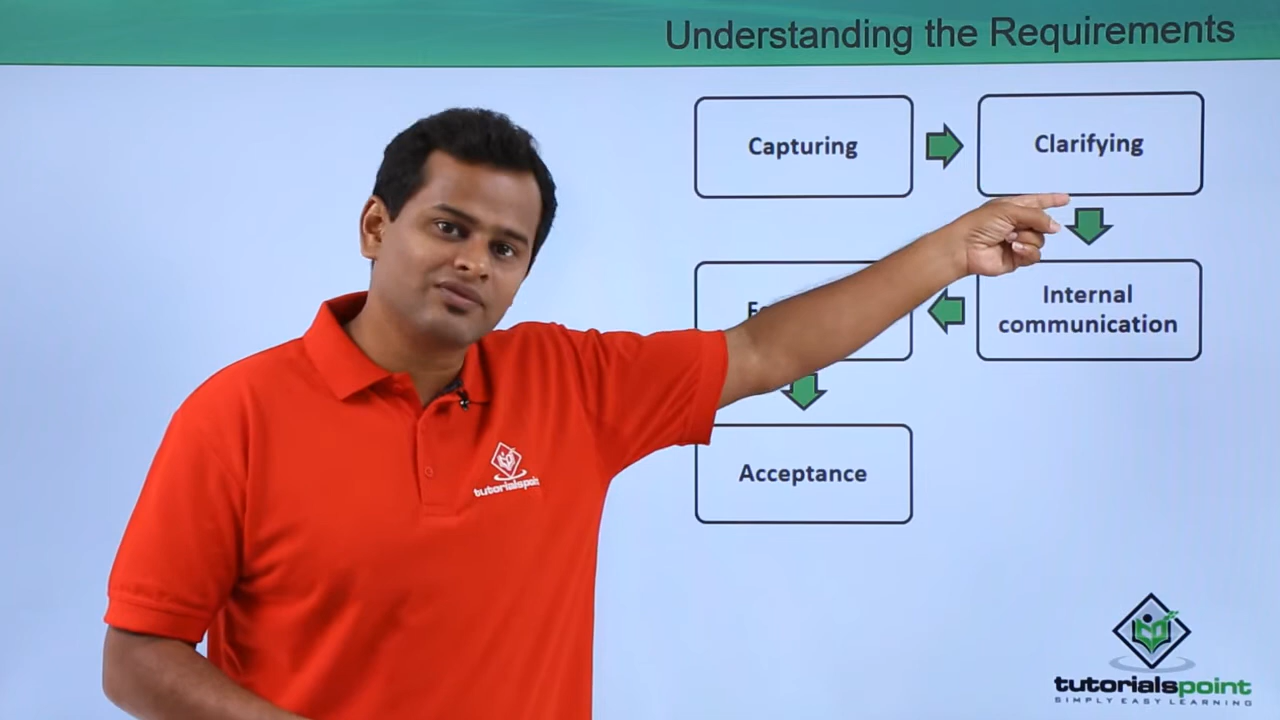 Understanding the Requirements
Capturing
Clarifying
Internal
communication
Acceptance
tutorialspoint
tutorialspoint
SIMPLY EASY LEARNING